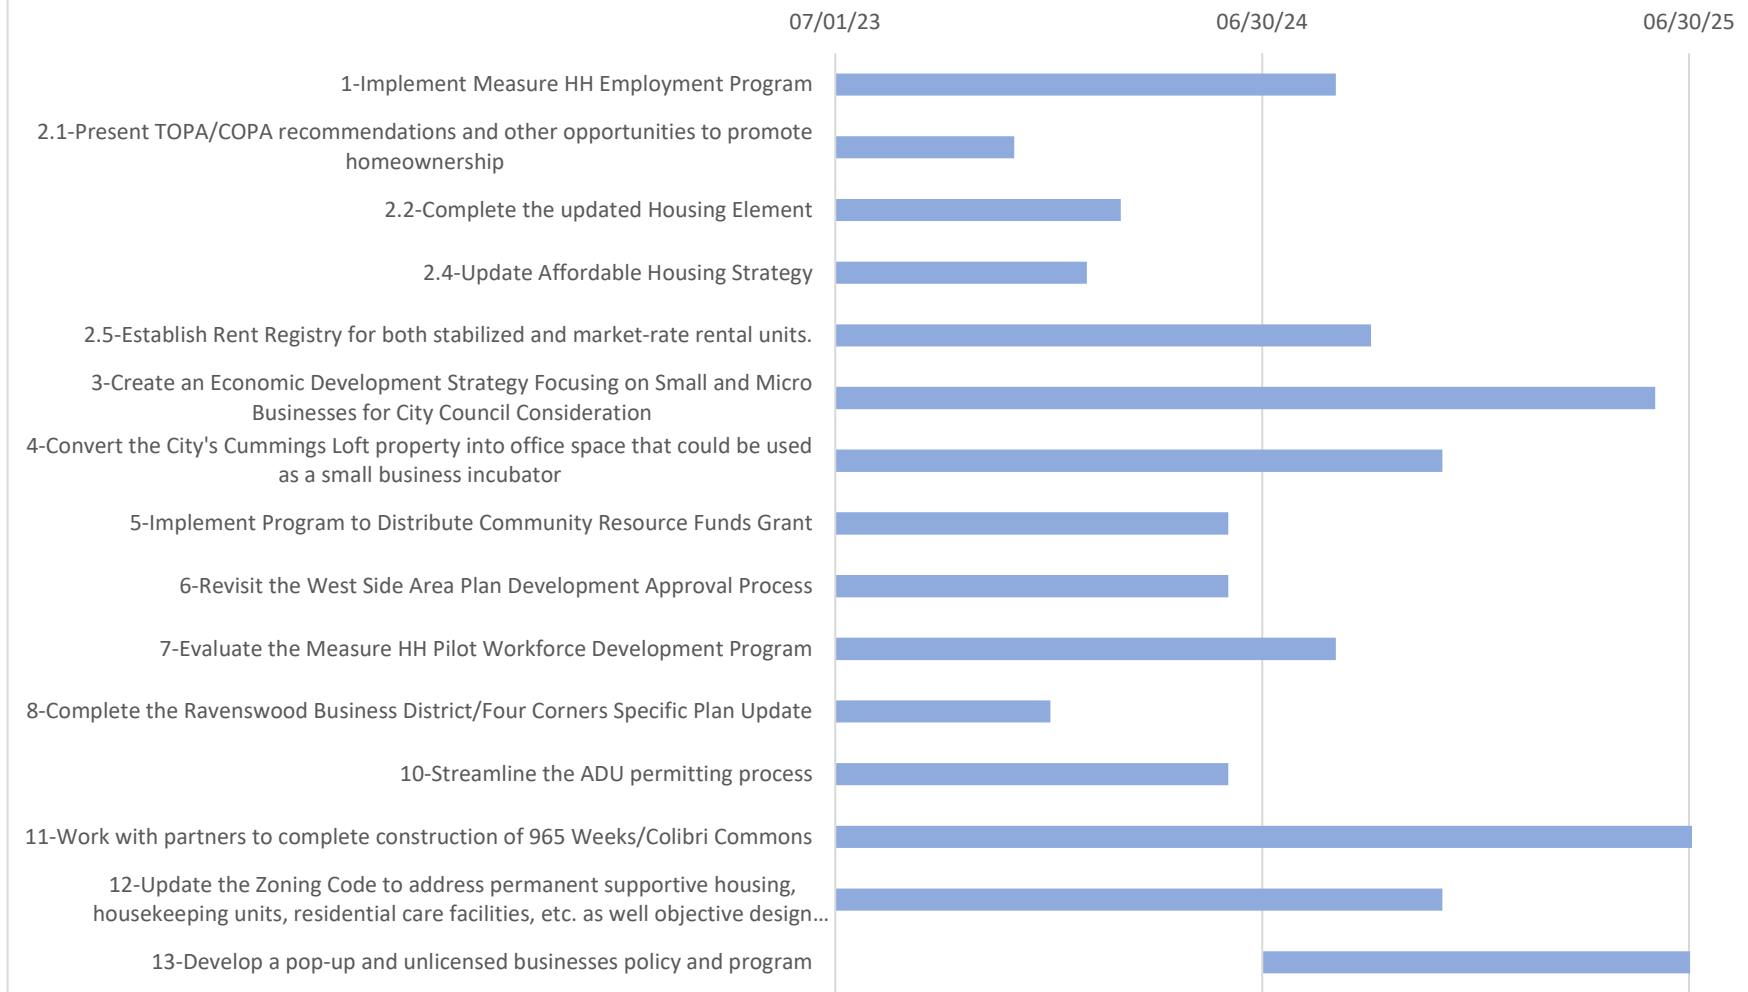 07/01/23 06/30/24 06/30/25
1-Implement Measure HH Employment Program
2.1-Present TOPA/COPA recommendations and other opportunities to promote
homeownership
2.2-Complete the updated Housing Element
2.4-Update Affordable Housing Strategy
2.5-Establish Rent Registry for both stabilized and market-rate rental units.
3-Create an Economic Development Strategy Focusing on Small and Micro
Businesses for City Council Consideration
4-Convert the City's Cummings Loft property into office space that could be used
as a small business incubator
5-Implement Program to Distribute Community Resource Funds Grant
6-Revisit the West Side Area Plan Development Approval Process
7-Evaluate the Measure HH Pilot Workforce Development Program
8-Complete the Ravenswood Business District/Four Corners Specific Plan Update
10-Streamline the ADU permitting process
11-Work with partners to complete construction of 965 Weeks/Colibri Commons
12-Update the Zoning Code to address permanent supportive housing,
housekeeping units, residential care facilities, etc. as well objective design...
13-Develop a pop-up and unlicensed businesses policy and program